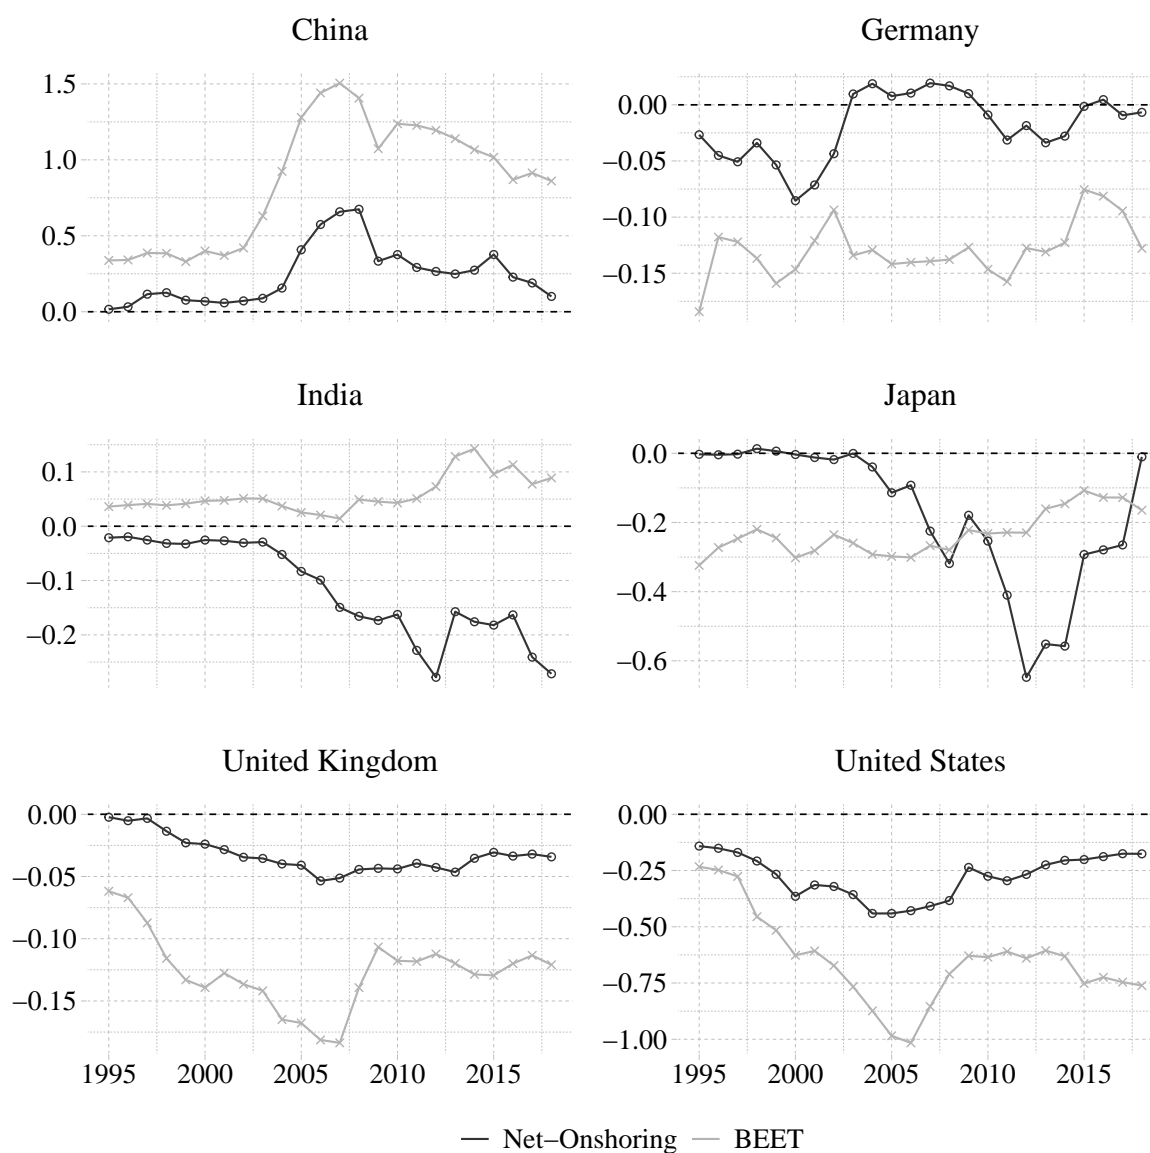 China
1.5
1.0
0.5
0.0
Germany
0.00
−0.05
−0.10
−0.15
India
0.1
0.0
−0.1
−0.2
Japan
0.0
−0.2
−0.4
−0.6
United Kingdom
0.00
−0.05
−0.10
−0.15
1995 2000 2005 2010 2015
United States
0.00
−0.25
−0.50
−0.75
−1.00
1995 2000 2005 2010 2015
Net−Onshoring BEET